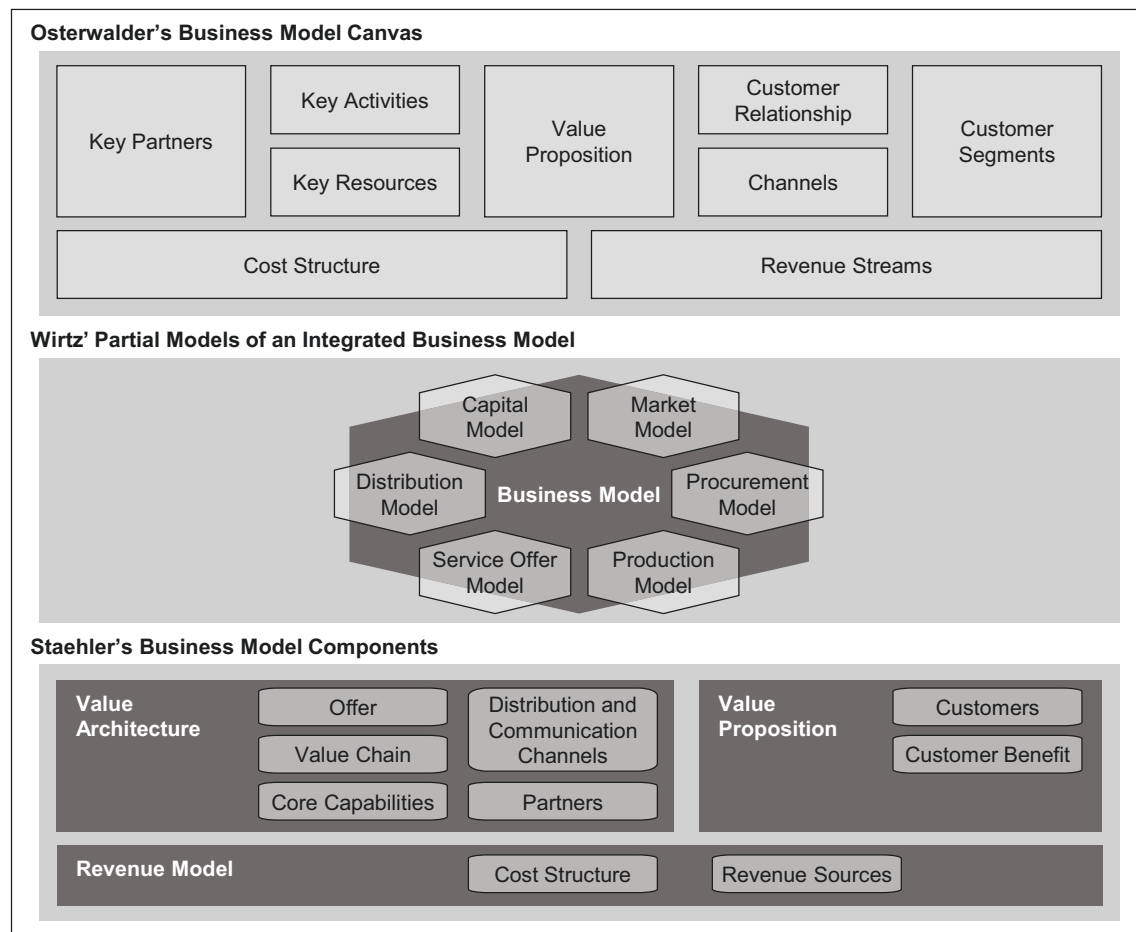 Osterwalder’s Business Model Canvas
Key Partners
Key Activities
Key Resources
Value
Proposition
Customer
Relationship
Channels
Customer
Segments
Cost Structure
Revenue Streams
Wirtz’ Partial Models of an Integrated Business Model
Capital
Model
Market
Model
Distribution
Model
Business Model
Procurement
Model
Service Offer
Model
Production
Model
Staehler’s Business Model Components
Value
Architecture
Offer
Value Chain
Core Capabilities
Distribution and
Communication
Channels
Partners
Value
Proposition
Customers
Customer Benefit
Revenue Model
Cost Structure
Revenue Sources